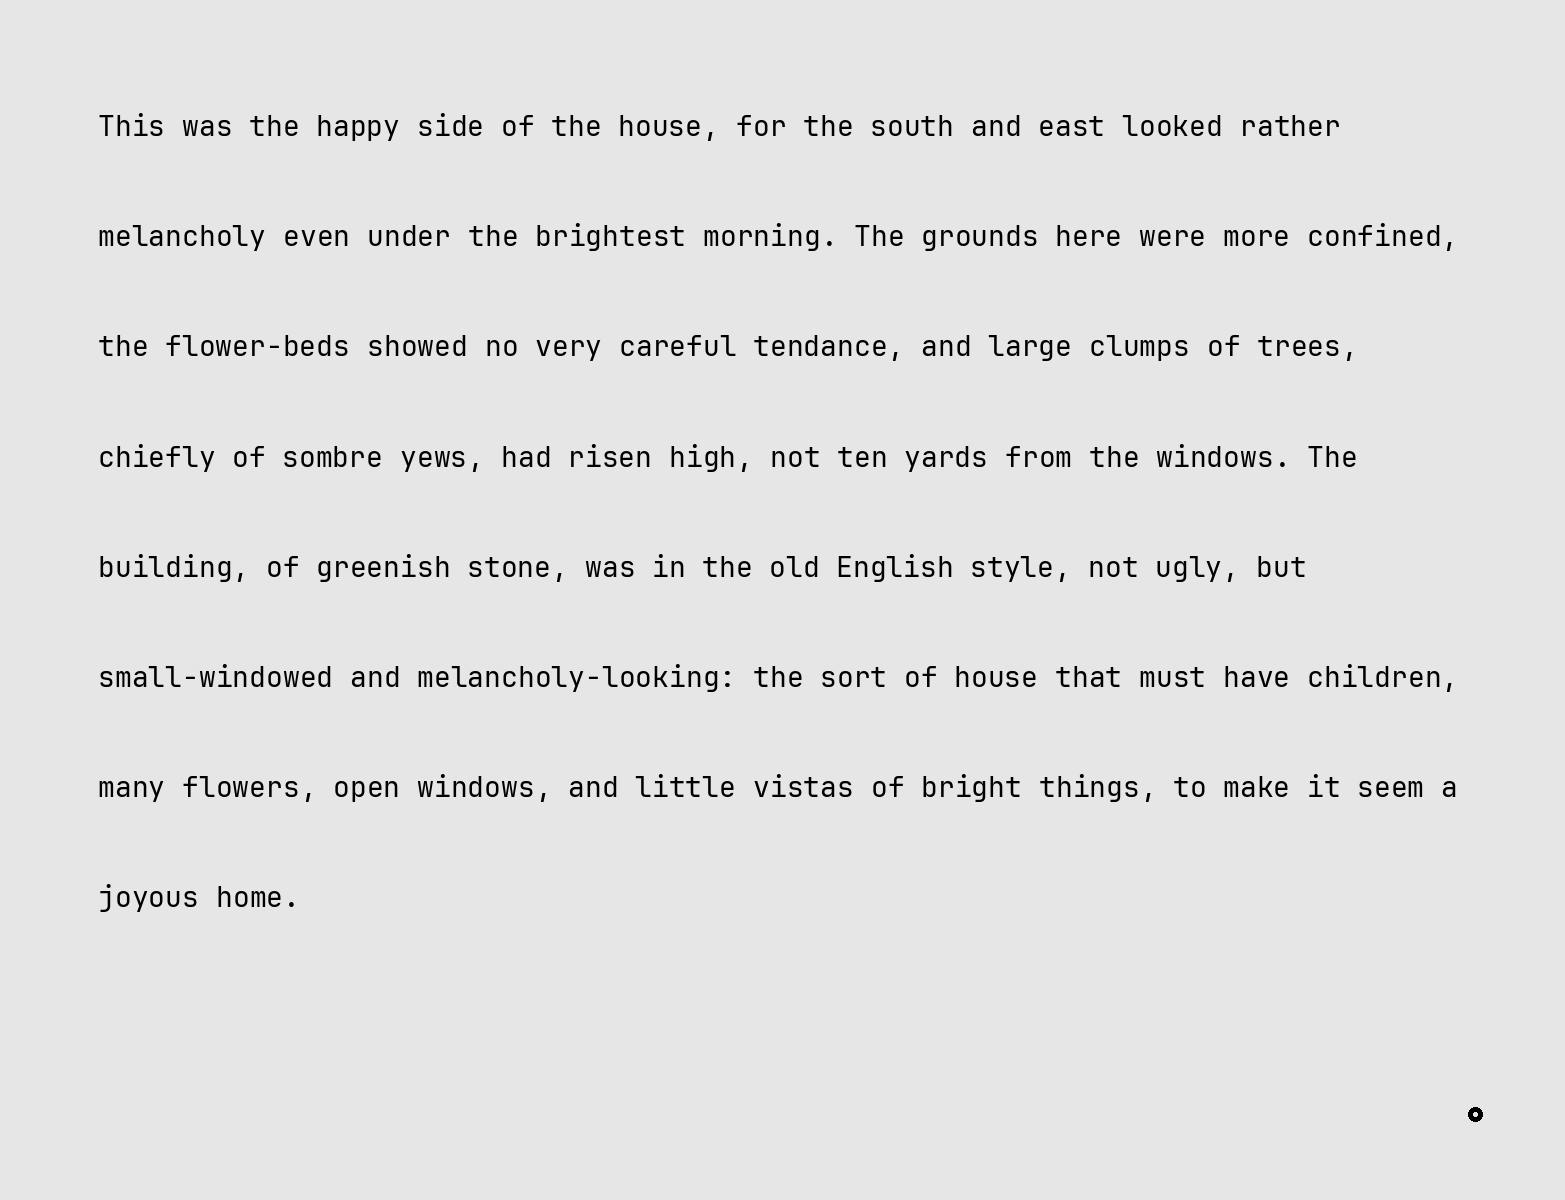 This was the happy side of the house, for the south and east looked rather
melancholy even under the brightest morning. The grounds here were more confined,
the flower-beds showed no very careful tendance, and large clumps of trees,
chiefly of sombre yews, had risen high, not ten yards from the windows. The
building, of greenish stone, was in the old English style, not ugly, but
small-windowed and melancholy-looking: the sort of house that must have children,
many flowers, open windows, and little vistas of bright things, to make it seem a
joyous home.